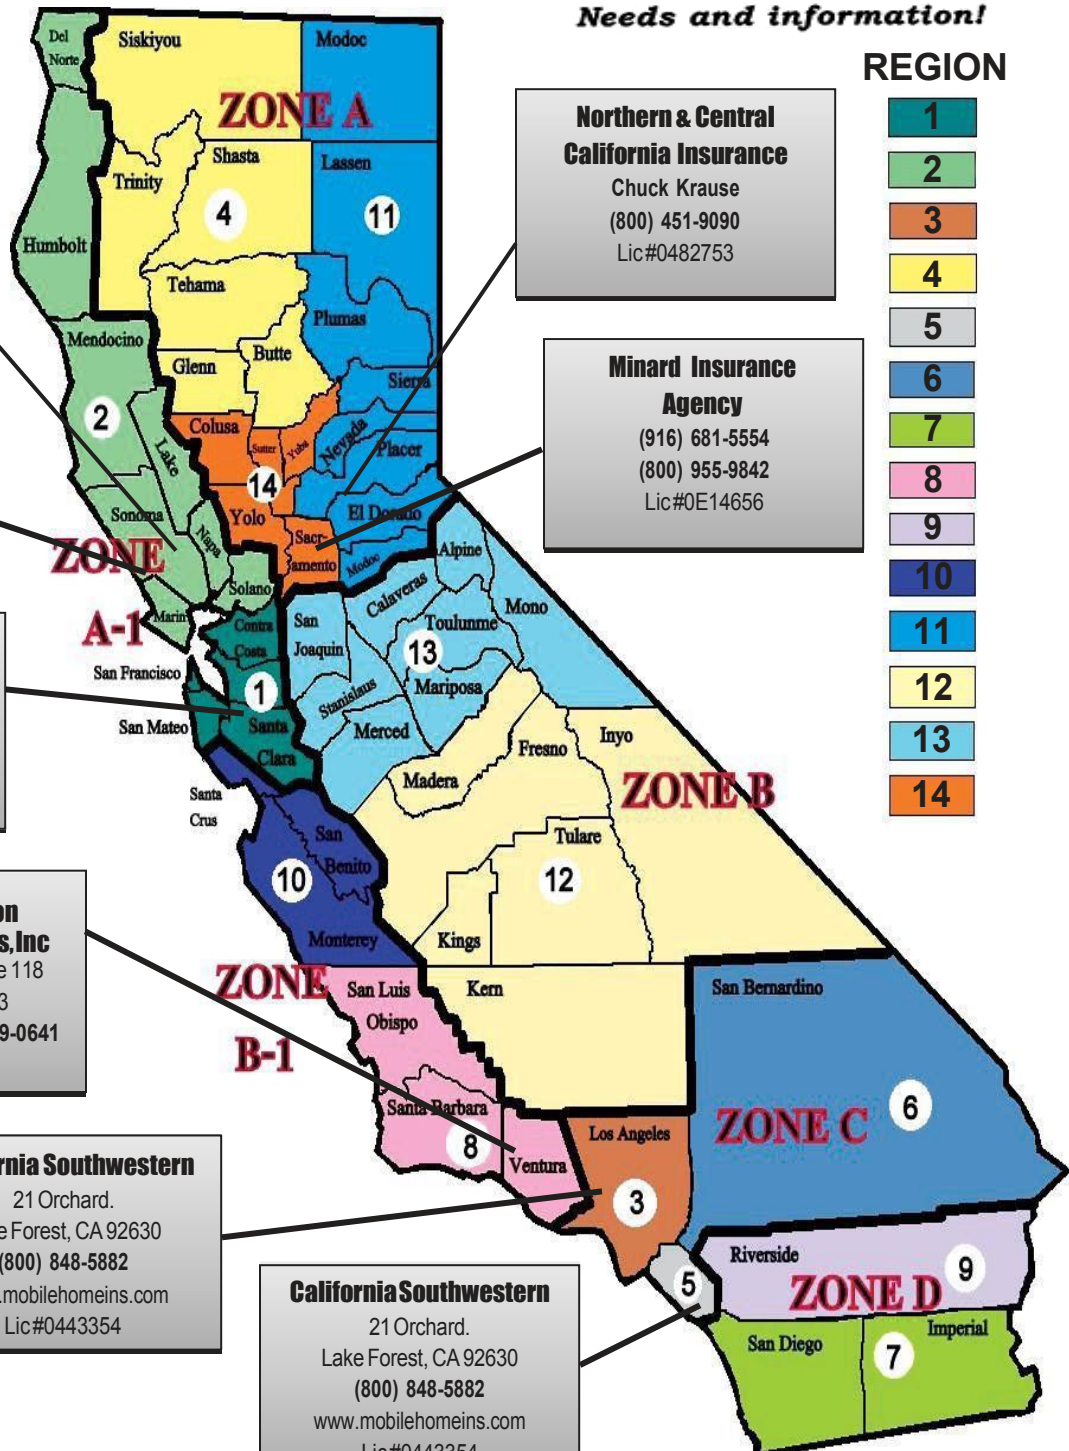 Needs and information!
REGION
1
2
3
4
5
6
7
8
9
10
11
12
13
14
Northern & Central
California Insurance
Chuck Krause
(800) 451-9090
Lic#0482753
Minard Insurance
Agency
(916) 681-5554
(800) 955-9842
Lic#0E14656
Del
Norte
Siskiyou
Modoc
ZONE A
Shasta
Lassen
Trinity
4
11
Humbolt
Tehama
Plumas
Mendocino
Butte
Glenn
Sierra
2
Colusa
Lake
Sutter
Yuba
Nevada
Placer
14
Sonoma
Yolo
El Dorado
Napa
Sacr-
amento
Modoc
ZONE
A-1
Solano
Marin
Alpine
Calaveras
Mono
Contra
Costa
San
Joaquin
Toulunme
13
San Francisco
1
Stanislaus
Mariposa
San Mateo
Santa
Clara
Merced
Fresno
Inyo
Madera
ZONE B
Santa
Crus
San
Benito
Tulare
10
12
Monterey
Kings
ZONE
B-1
San Luis
Obispo
Kern
San Bernardino
Santa Barbara
8
Ventura
Los Angeles
3
ZONE C
6
5
Riverside
9
ZONE D
San Diego
Imperial
7
on
s,Inc
e 118
3
9-0641
rnia Southwestern
21 Orchard.
e Forest, CA 92630
(800) 848-5882
.mobilehomeins.com
Lic#0443354
California Southwestern
21 Orchard.
Lake Forest, CA 92630
(800) 848-5882
www.mobilehomeins.com
Lic#0443354